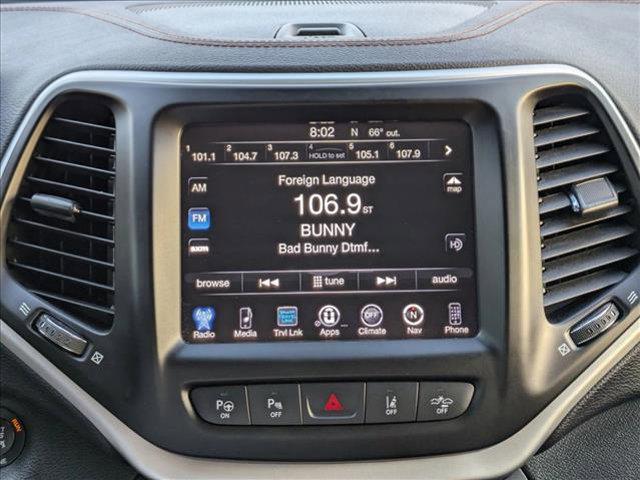 8:02 N 66° out.
1 101.1 2 104.7 3 107.3 4 HOLD to set 5 105.1 6 107.9
AM
Foreign Language
map
FM
106.9 ST
BUNNY
Bad Bunny Dtmf...
HD
browse tune audio
OFF N
Radio Media Trvl Lnk Apps Climate Nav Phone
P ON P OFF OFF OFF
RUN